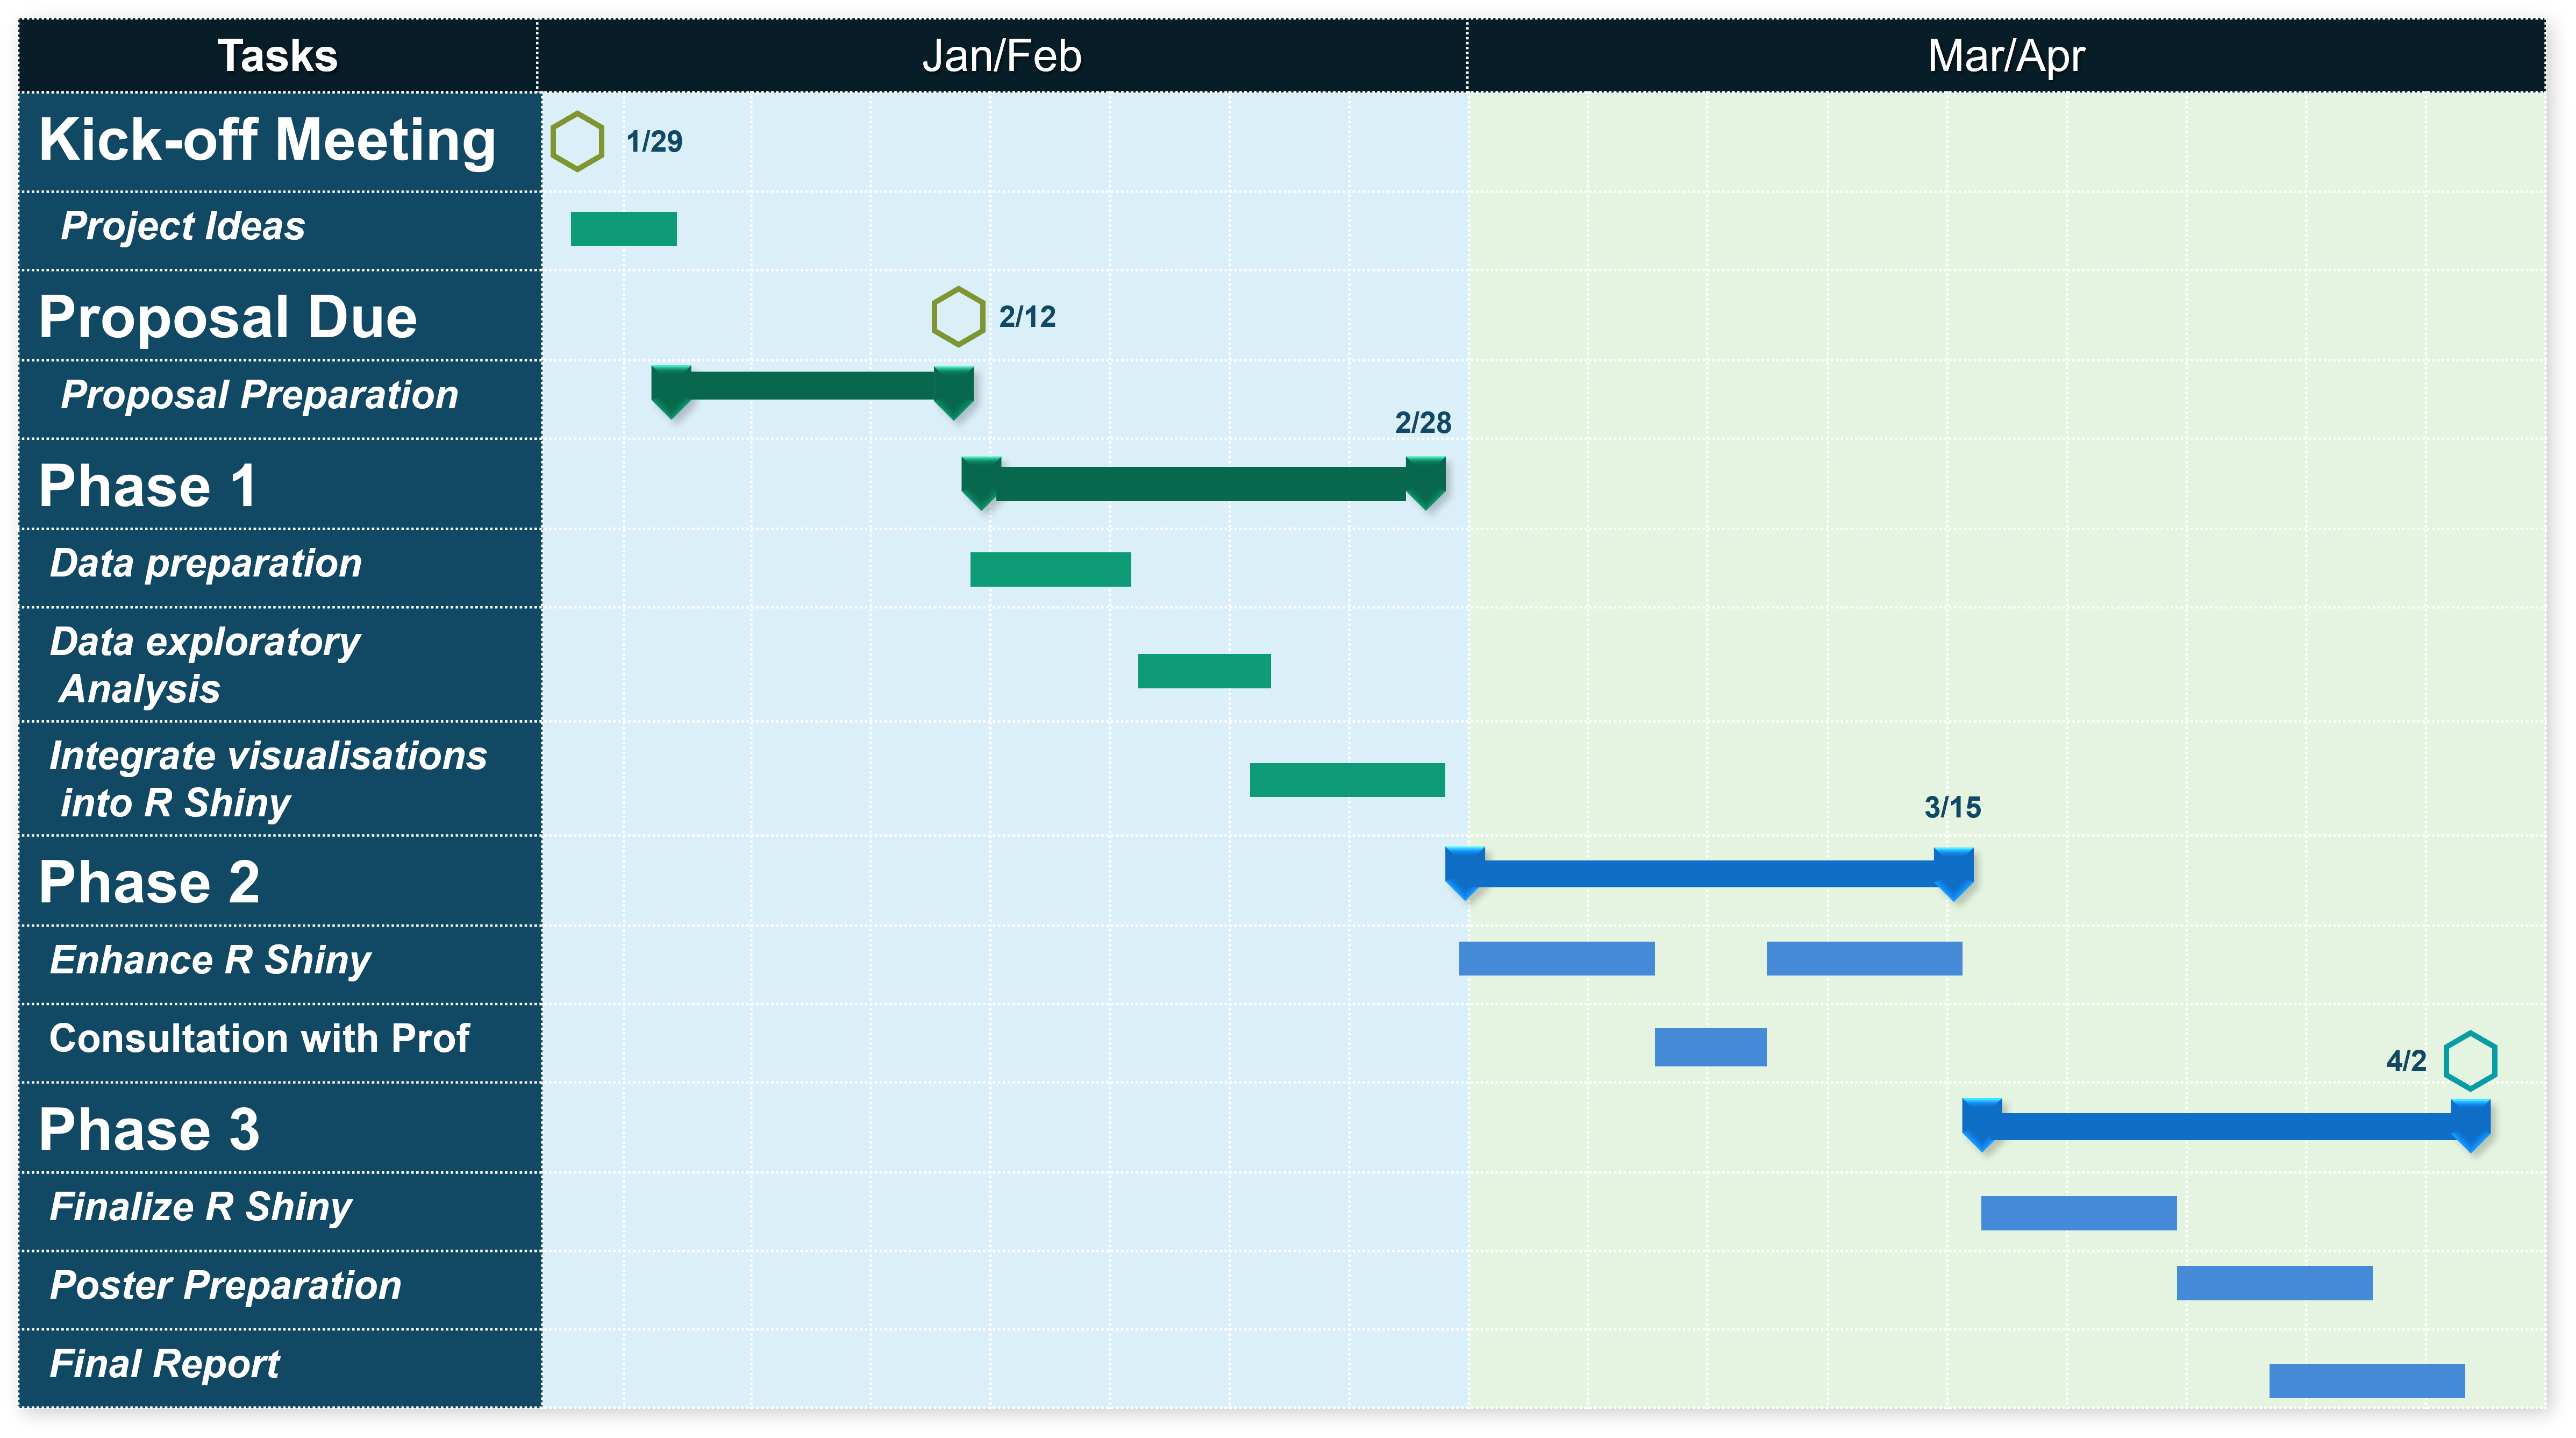 Tasks
Jan/Feb
Mar/Apr
Kick-off Meeting
1/29
Project Ideas
Proposal Due
2/12
Proposal Preparation
2/28
Phase 1
Data preparation
Data exploratory
Analysis
Integrate visualisations
into R Shiny
3/15
Phase 2
Enhance R Shiny
Consultation with Prof
4/2
Phase 3
Finalize R Shiny
Poster Preparation
Final Report